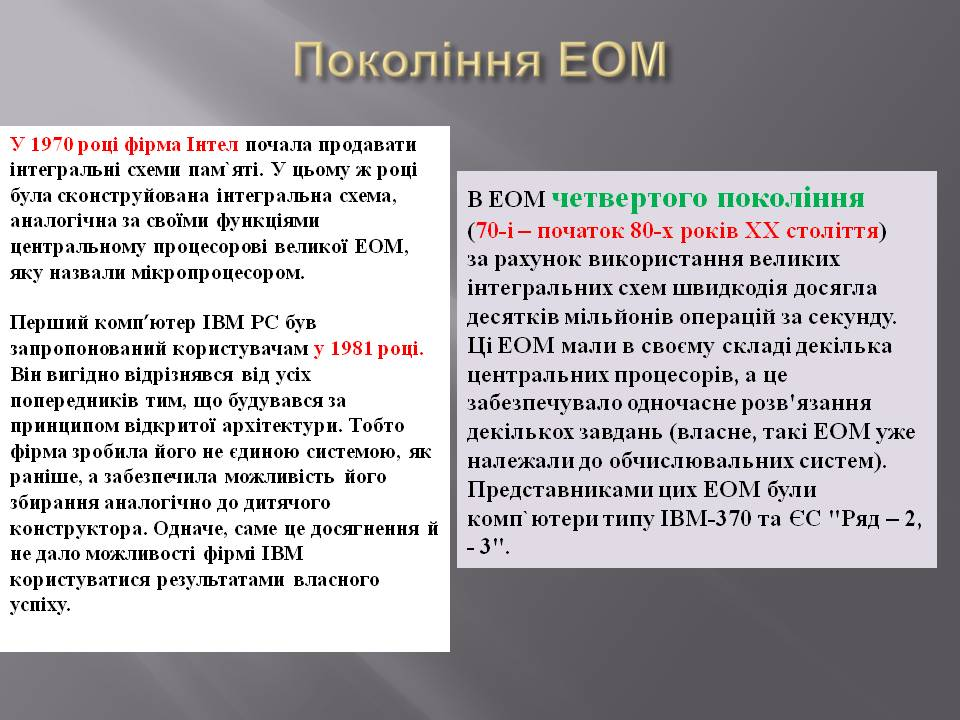 Покоління ЕОМ
У 1970 році фірма Інтел почала продавати
інтегральні схеми пам`яті. У цьому ж році
була сконструйована інтегральна схема,
аналогічна за своїми функціями
центральному процесорові великої ЕОМ,
яку назвали мікропроцесором.
Перший комп′ютер IBM PC був
запропонований користувачам у 1981 році.
Він вигідно відрізнявся від усіх
попередників тим, що будувався за
принципом відкритої архітектури. Тобто
фірма зробила його не єдиною системою, як
раніше, а забезпечила можливість його
збирання аналогічно до дитячого
конструктора. Одначе, саме це досягнення й
не дало можливості фірмі IBM
користуватися результатами власного
успіху.
В ЕОМ четвертого покоління
(70-і – початок 80-х років XX століття)
за рахунок використання великих
інтегральних схем швидкодія досягла
десятків мільйонів операцій за секунду.
Ці ЕОМ мали в своєму складі декілька
центральних процесорів, а це
забезпечувало одночасне розв'язання
декількох завдань (власне, такі ЕОМ уже
належали до обчислювальних систем).
Представниками цих ЕОМ були
комп`ютери типу IBM-370 та ЄС "Ряд – 2,
- 3".